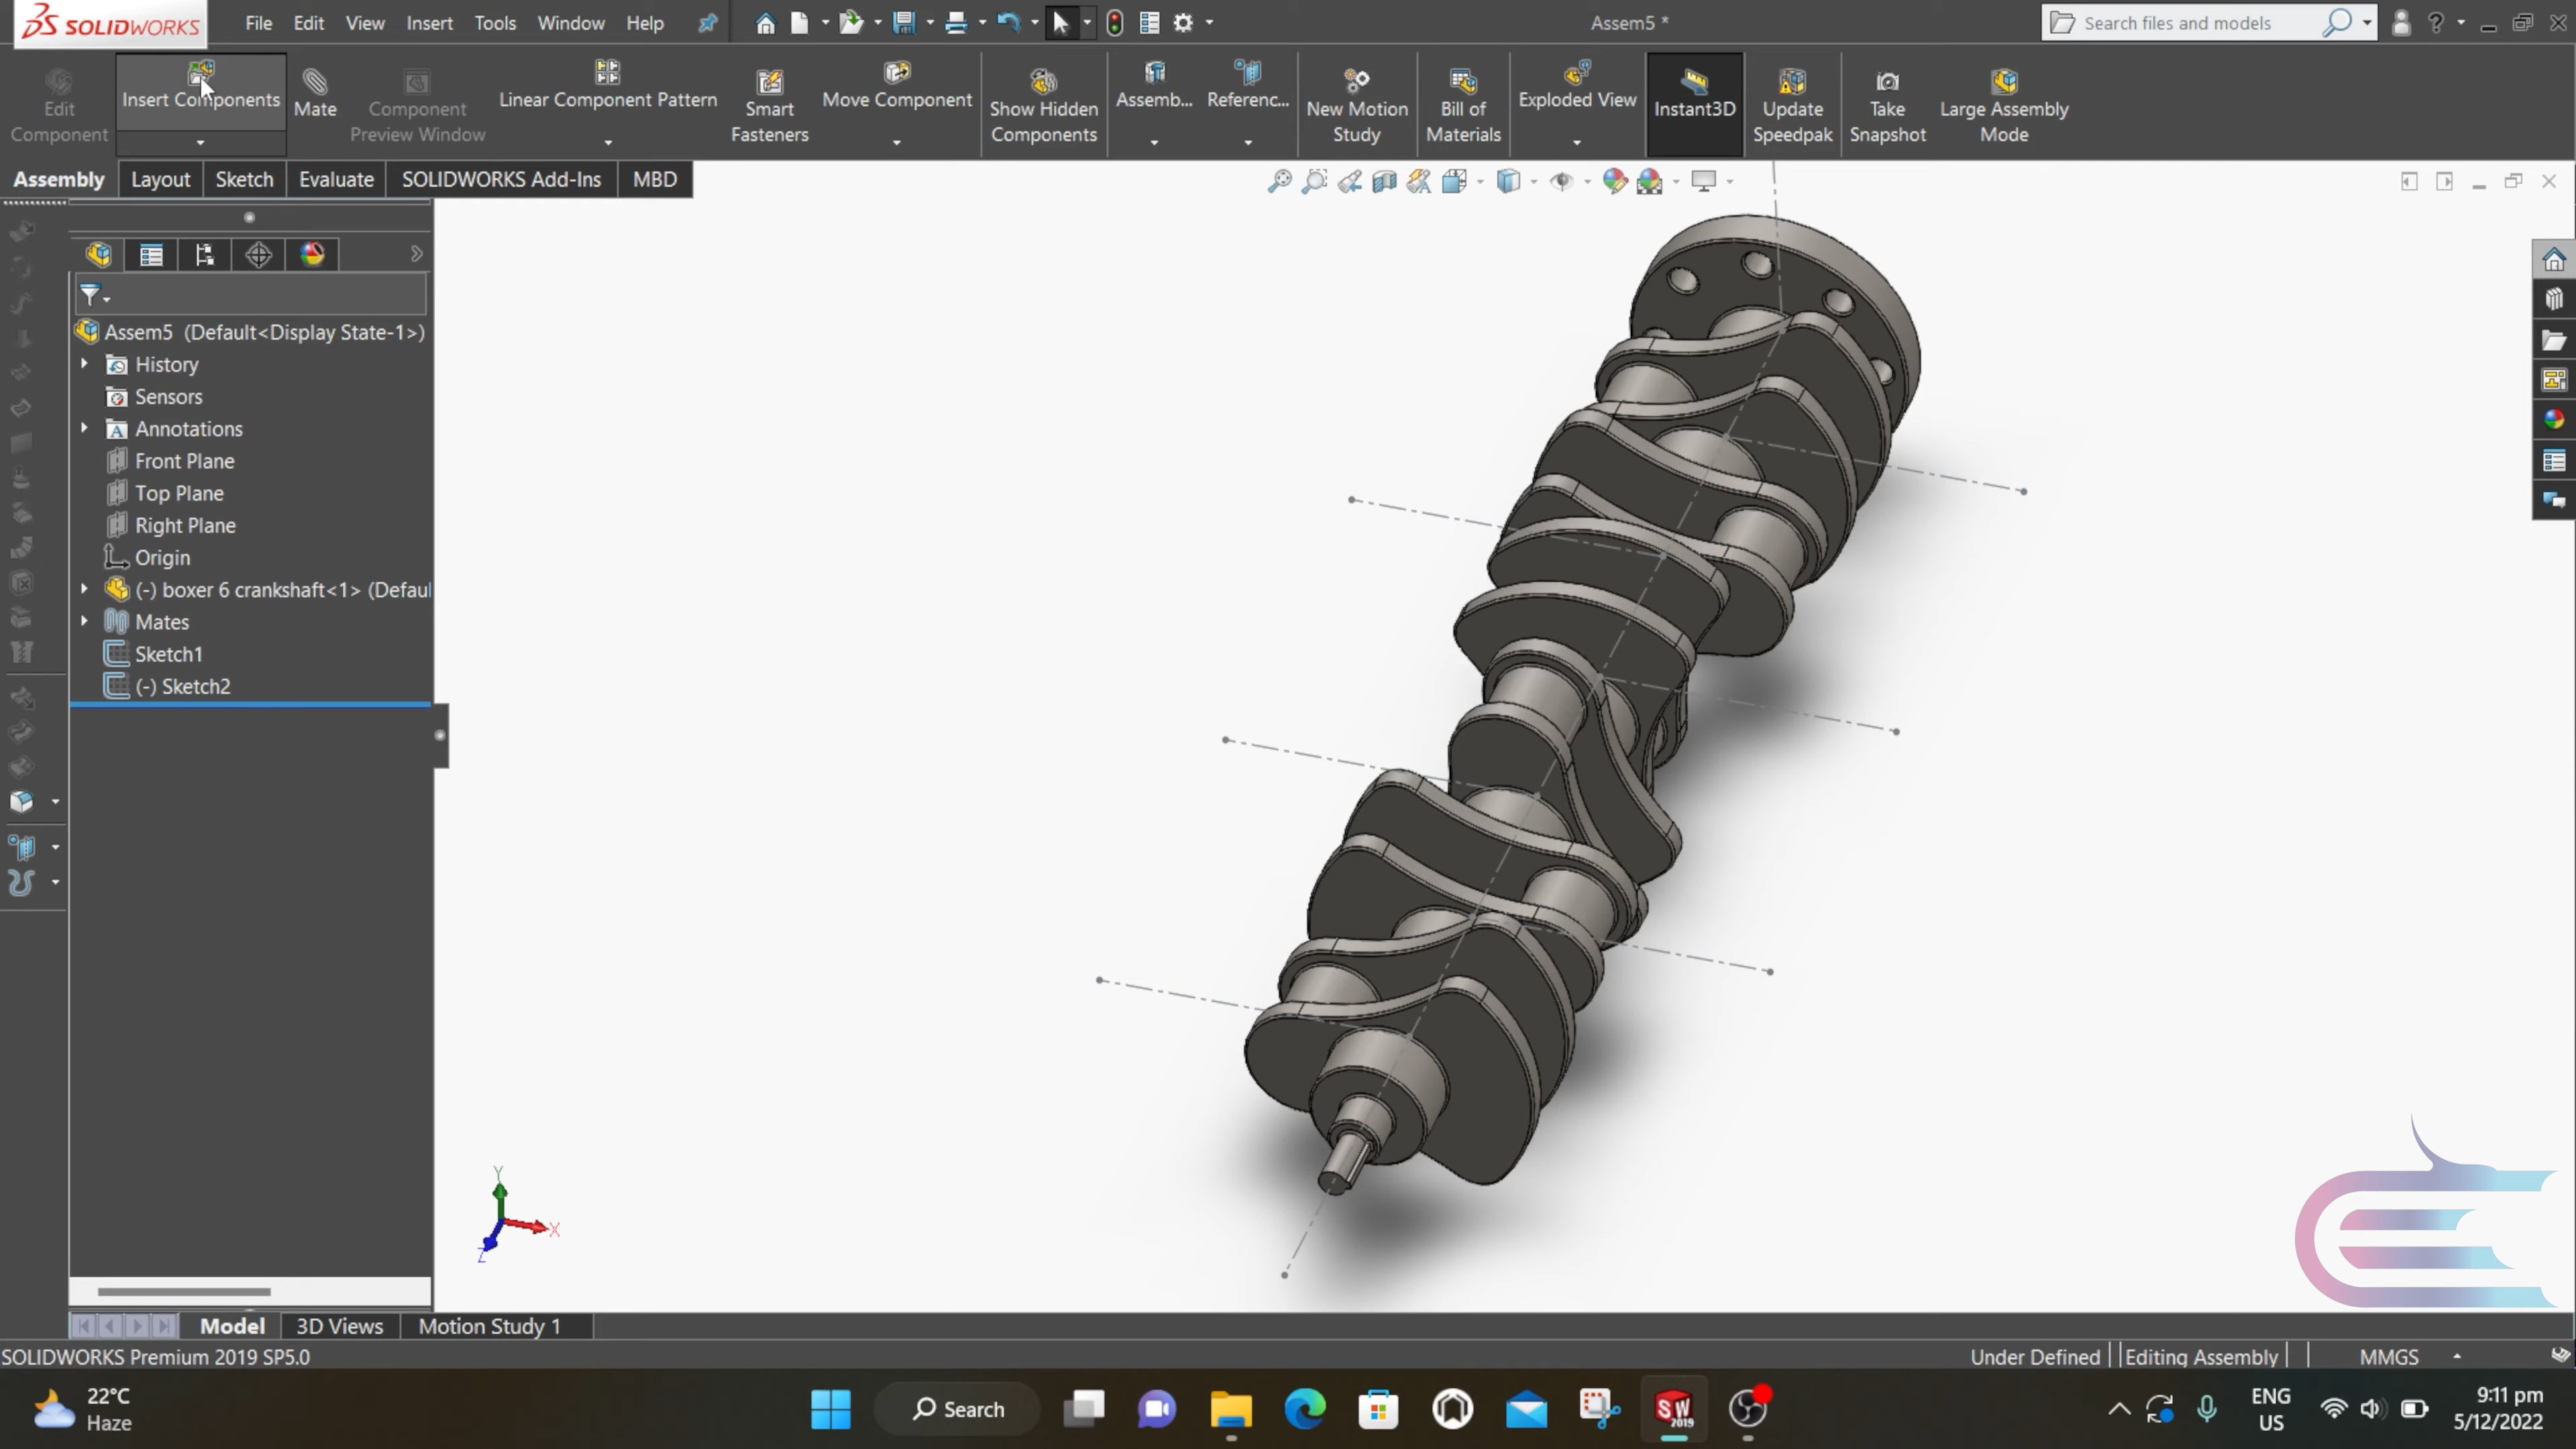 SOLIDWORKS
File Edit View Insert Tools Window Help
Assem5 *
Search files and models
Edit Component
Insert Components
Mate
Component Preview Window
Linear Component Pattern
Smart Fasteners
Move Component
Show Hidden Components
Assemb...
Referenc...
New Motion Study
Bill of Materials
Exploded View
Instant3D
Update Speedpak
Take Snapshot
Large Assembly Mode
Assembly Layout Sketch Evaluate SOLIDWORKS Add-Ins MBD
Assem5 (Default<Display State-1>)
History
Sensors
Annotations
Front Plane
Top Plane
Right Plane
Origin
(-) boxer 6 crankshaft<1> (Defaul
Mates
Sketch1
(-) Sketch2
Y
X
Z
Model 3D Views Motion Study 1
SOLIDWORKS Premium 2019 SP5.0
Under Defined Editing Assembly MMGS
22°C
Haze
Search
SW
2019
ENG
US
9:11 pm
5/12/2022